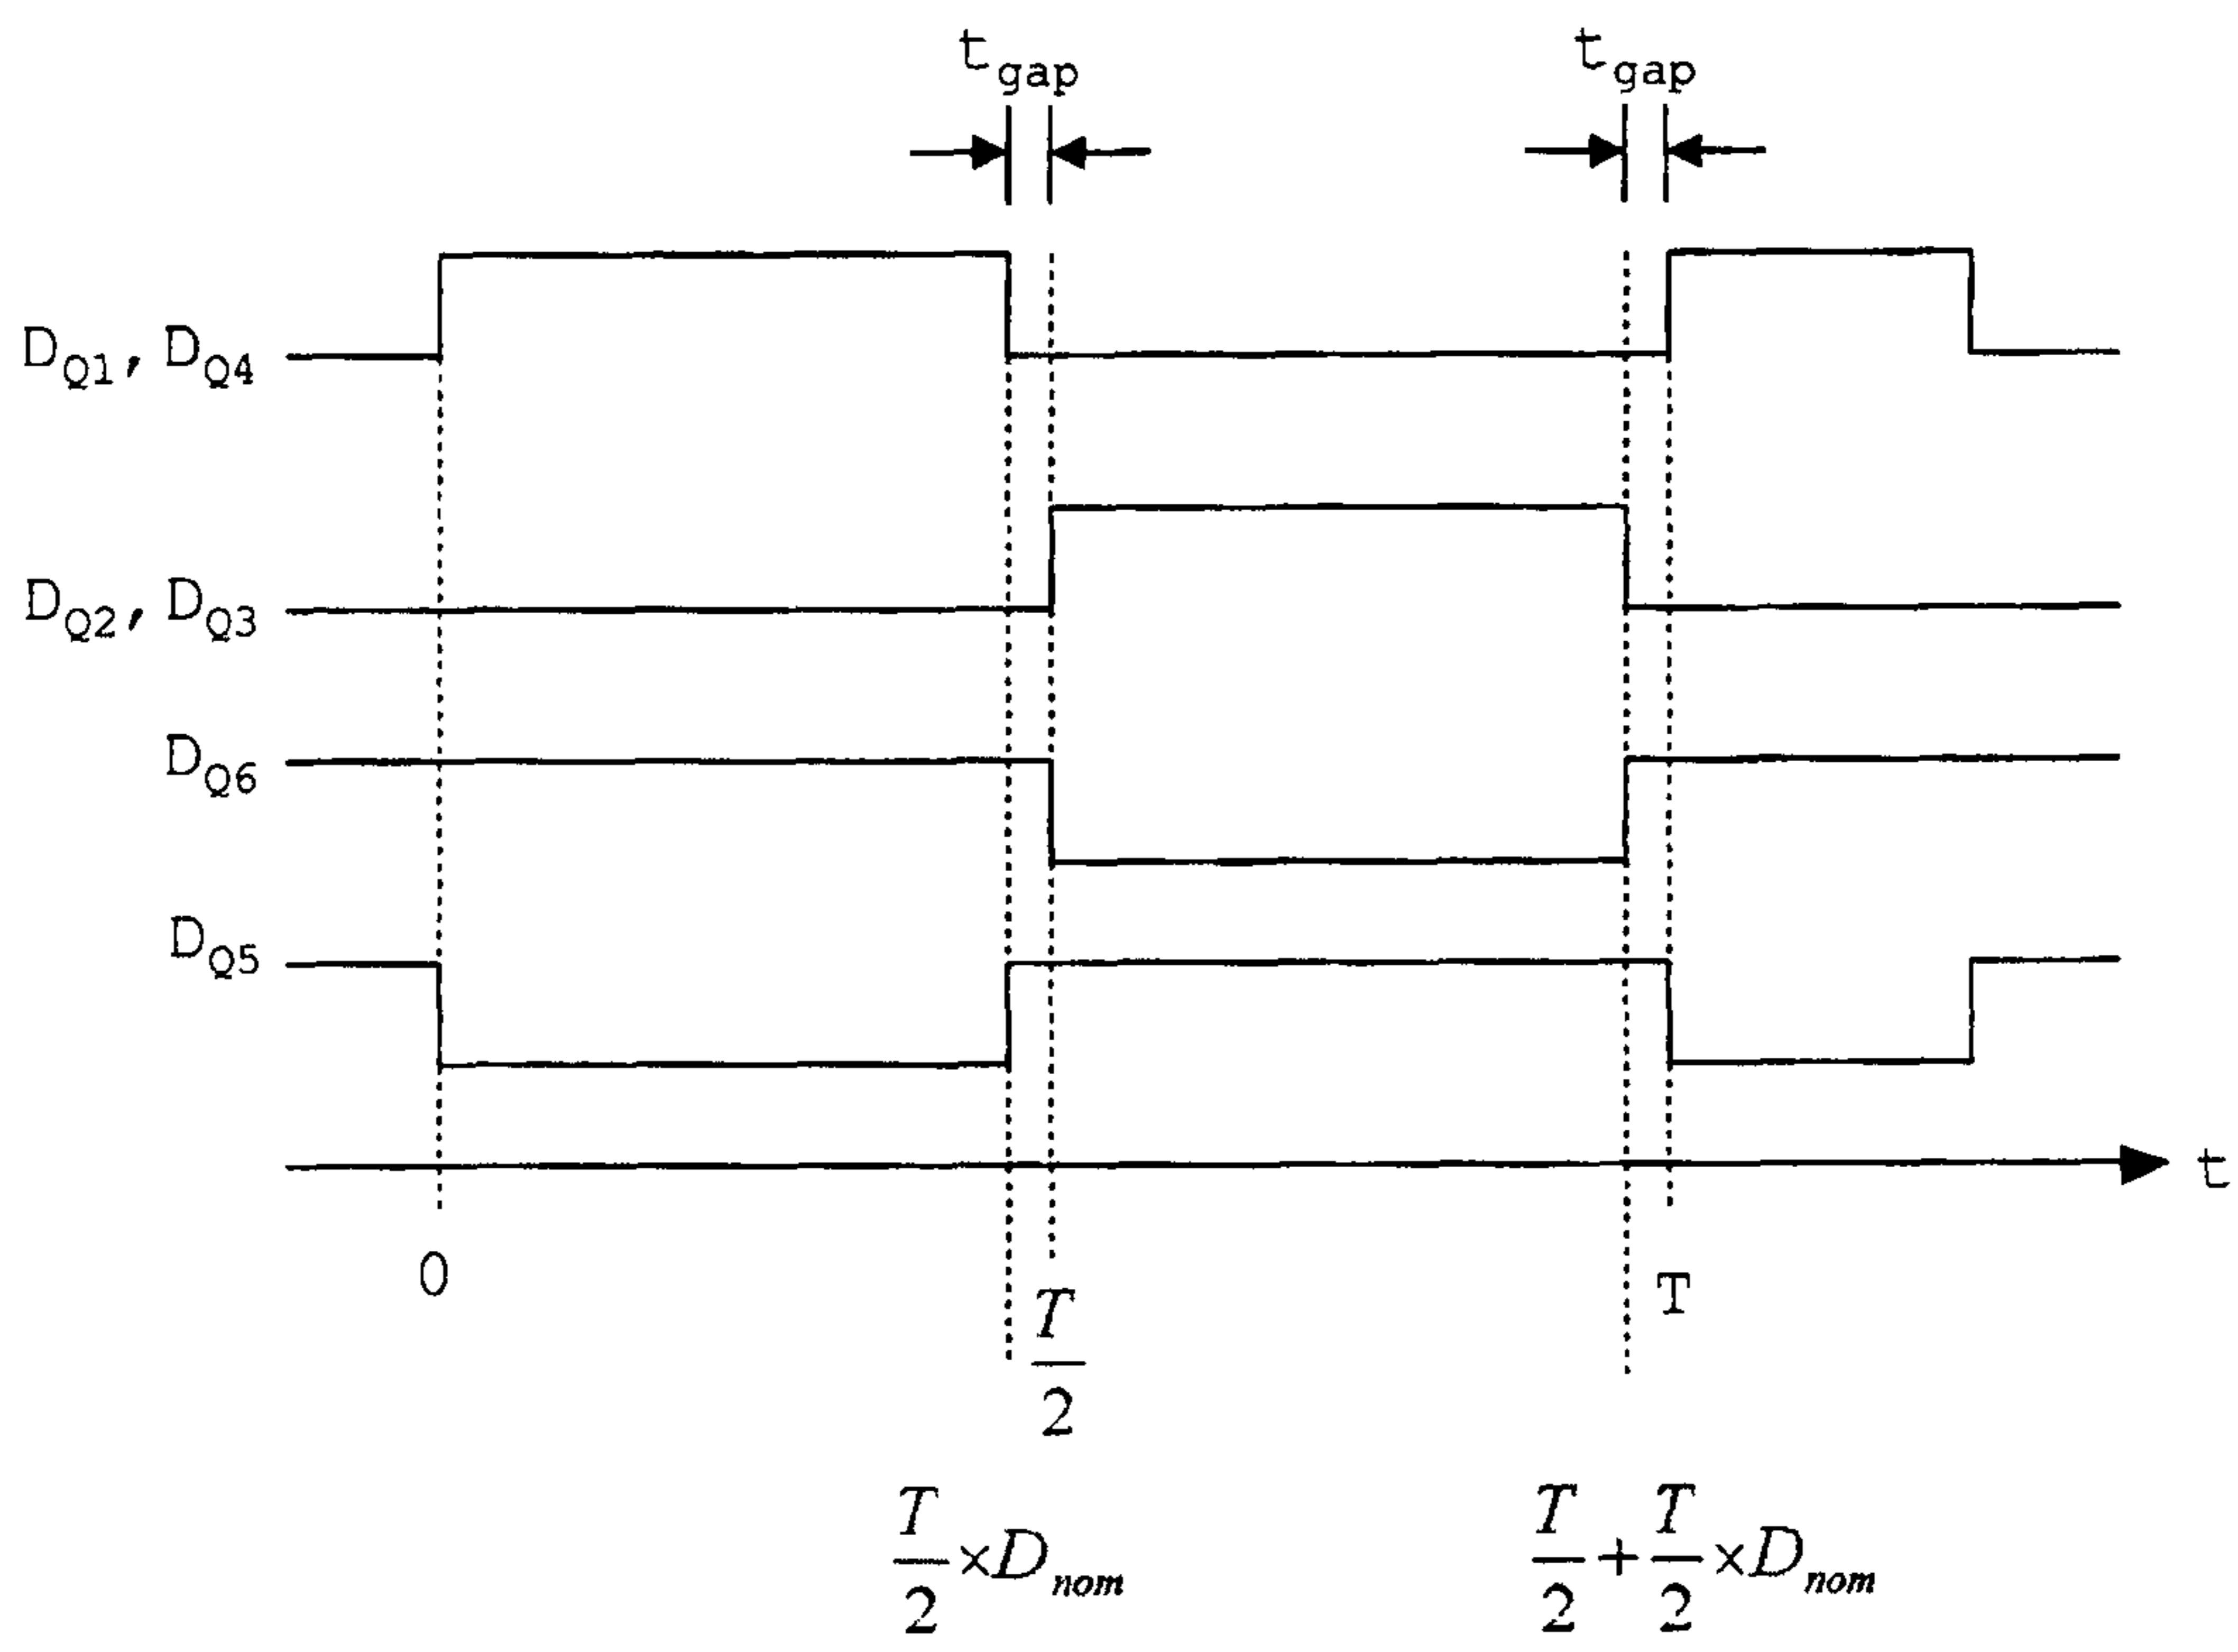 t_gap t_gap
D_Q1, D_Q4
D_Q2, D_Q3
D_Q6
D_Q5
t
0
T/2
T
T/2 × D_nom
T/2 + T/2 × D_nom